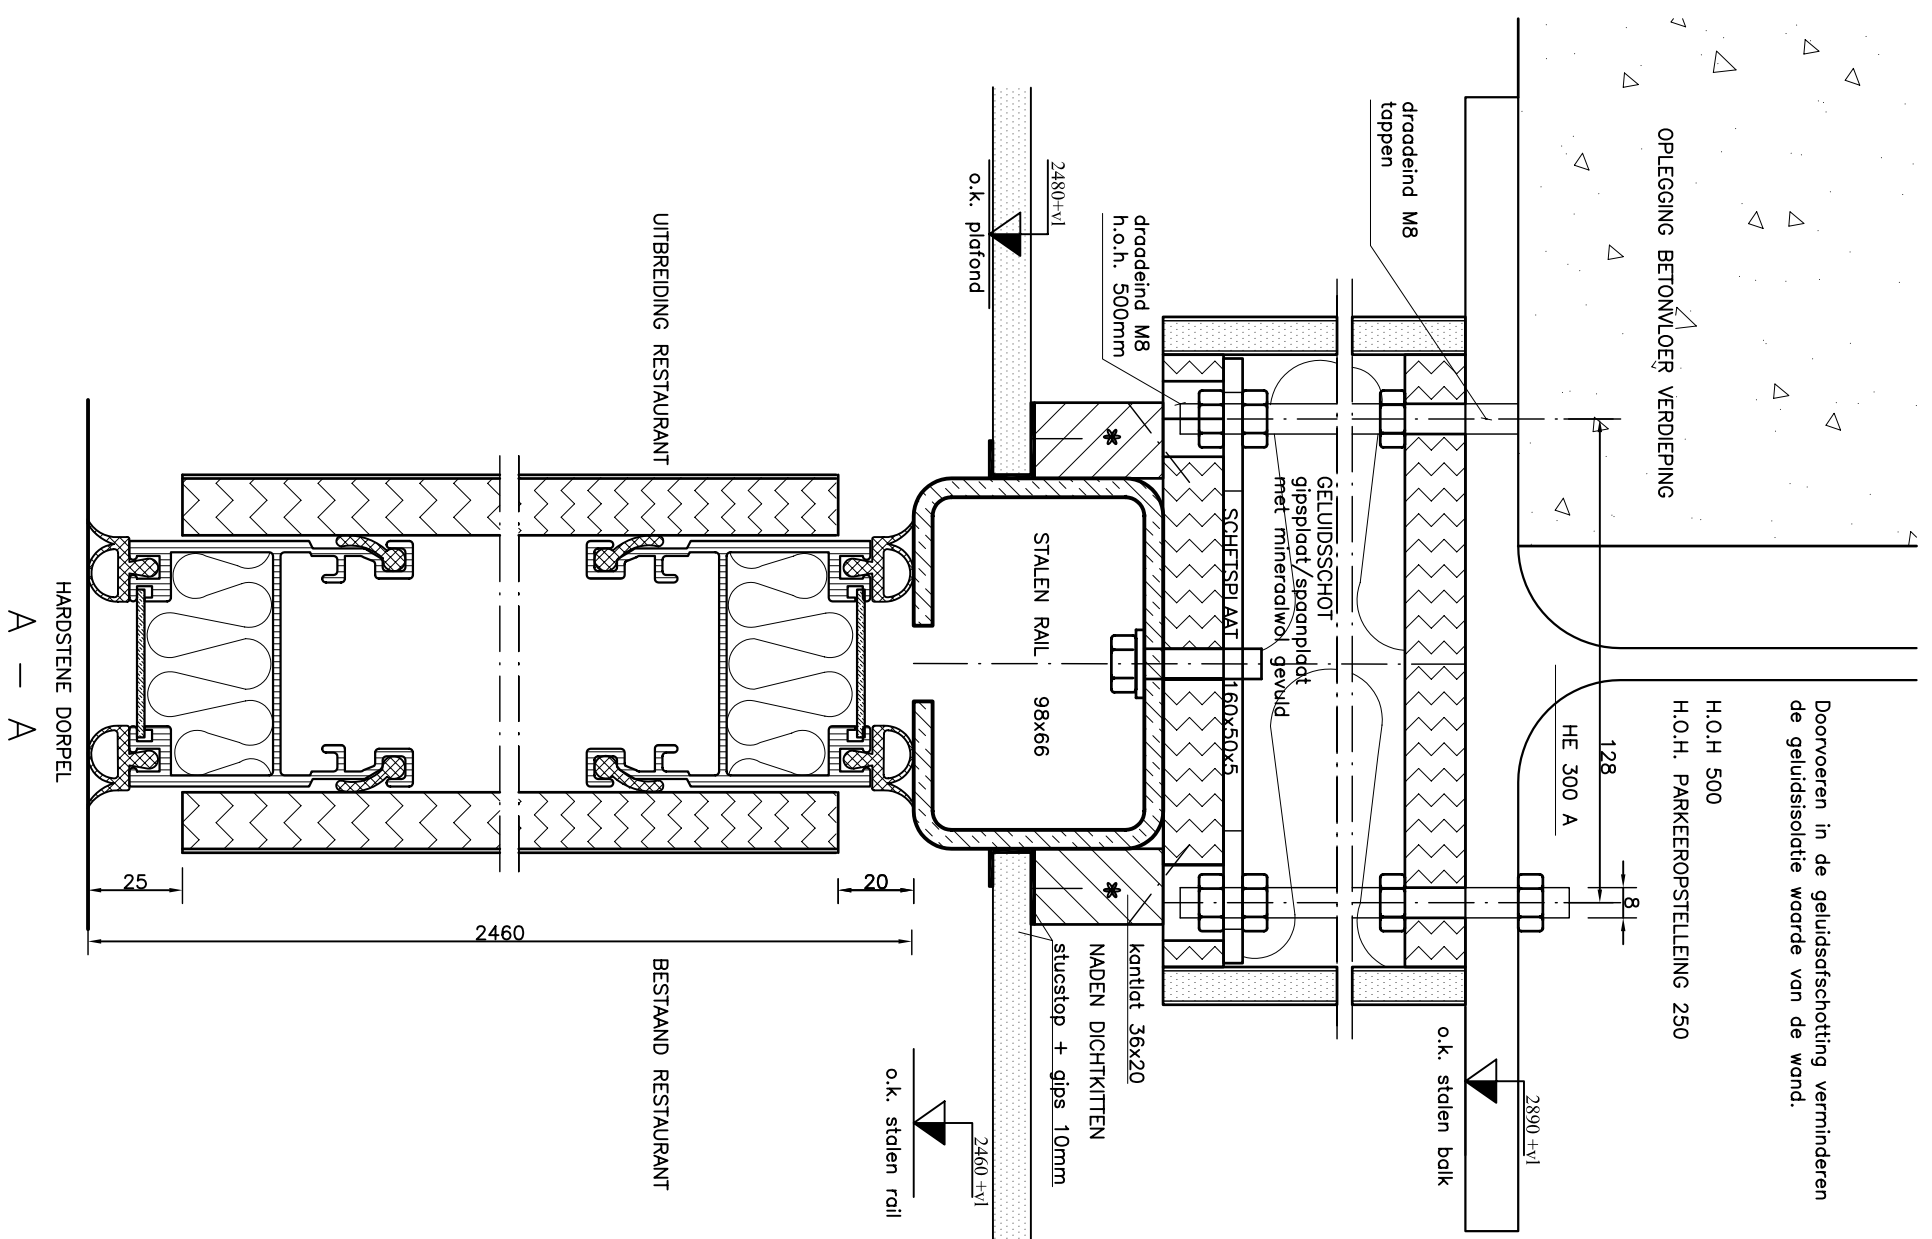 Doorvoeren in de geluidsafschotting verminderen
de geluidsisolatie waarde van de wand.
H.O.H 500
H.O.H. PARKEEROPSTELLEING 250
OPLEGGING BETONVLOER VERDIEPING
8
128
HE 300 A
2890 +vl
o.k. stalen balk
draadeind M8
tappen
GELUIDSSCHOT
gipsplaat/spaanplaat
met mineraalwol gevuld
SCHETSPLAAT 160x50x5
draadeind M8
h.o.h. 500mm
kantlat 36x20
NADEN DICHTKITTEN
stucstop + gips 10mm
2480+vl
o.k. plafond
STALEN RAIL 98x66
2460 +vl
o.k. stalen rail
20
UITBREIDING RESTAURANT
BESTAAND RESTAURANT
2460
25
HARDSTENE DORPEL
A — A